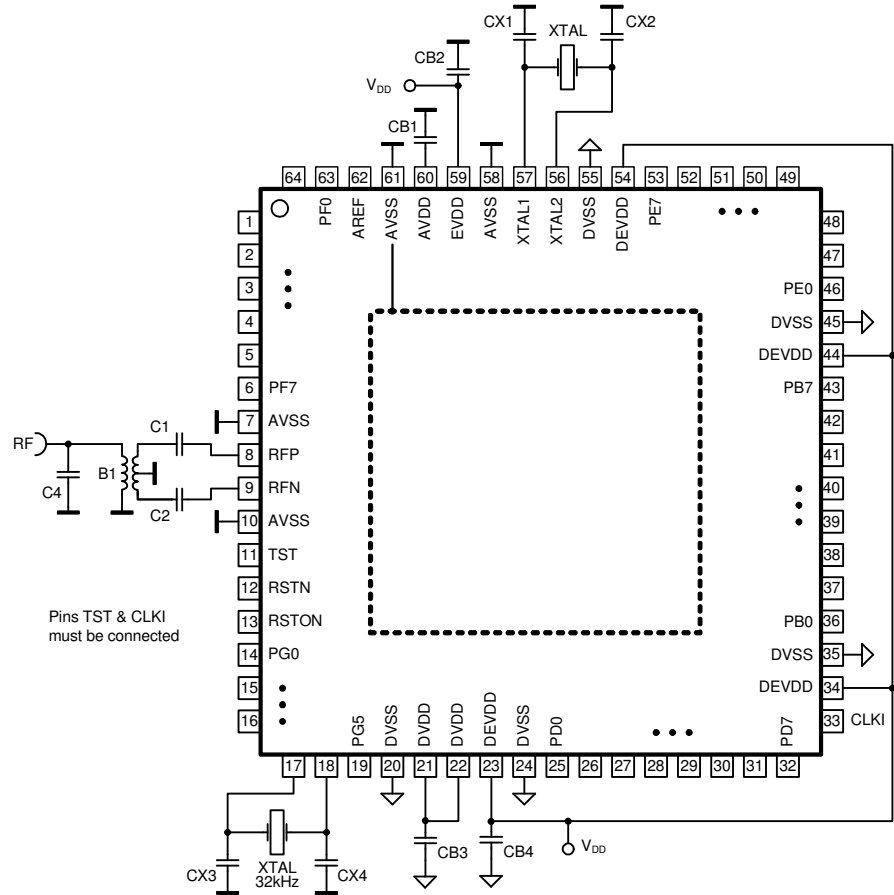 CX1
XTAL
CX2
CB2
V<sub>DD</sub>
CB1
64 63 62 61 60 59 58 57 56 55 54 53 52 51 50 49
PF0
AREF
AVSS
AVDD
EVDD
AVSS
XTAL1
XTAL2
DVSS
DEVDD
PE7
1
2
3
4
5
6 PF7
7 AVSS
8 RFP
9 RFN
10 AVSS
11 TST
12 RSTN
13 RSTON
14 PG0
15
16
RF
C4
B1
C1
C2
Pins TST & CLKI
must be connected
48
47
PE0 46
DVSS 45
DEVDD 44
PB7 43
42
41
40
39
38
37
PB0 36
DVSS 35
DEVDD 34
33 CLKI
PG5
DVSS
DVDD
DVDD
DEVDD
DVSS
PD0
PD7
17 18 19 20 21 22 23 24 25 26 27 28 29 30 31 32
CX3
XTAL
32kHz
CX4
CB3
CB4
V<sub>DD</sub>